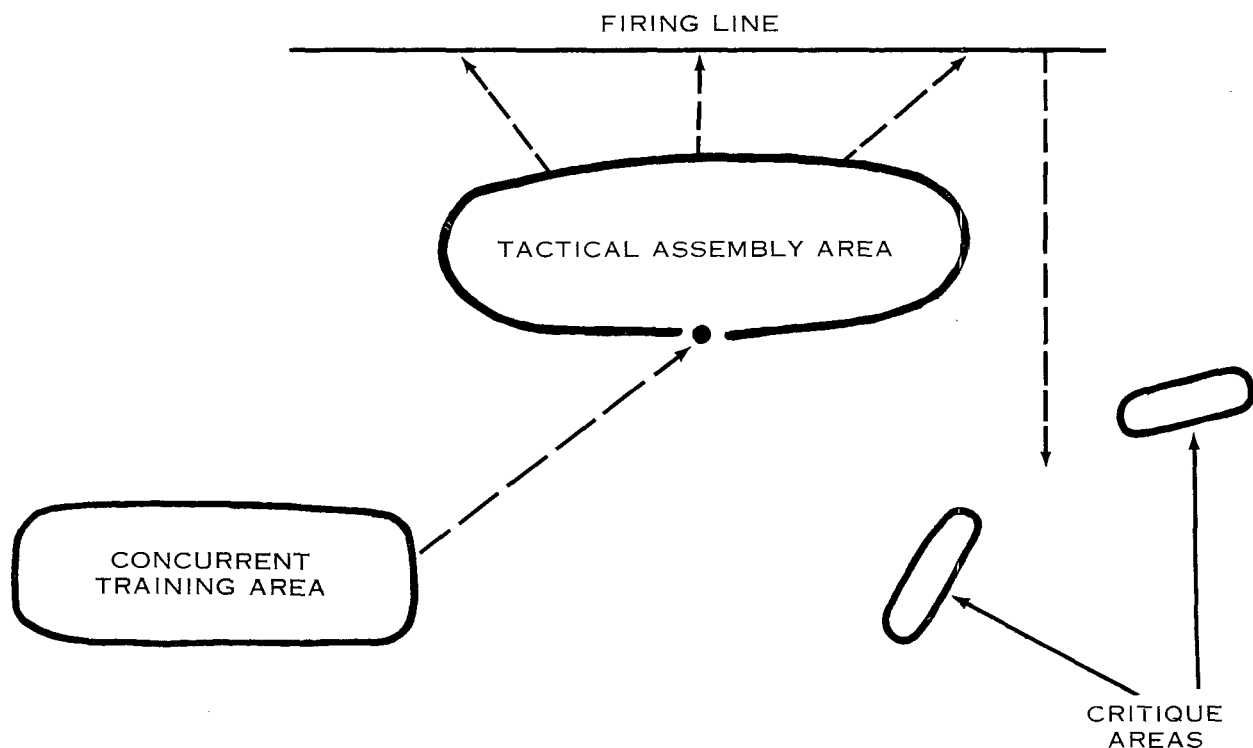 FIRING LINE
TACTICAL ASSEMBLY AREA
CONCURRENT
TRAINING AREA
CRITIQUE
AREAS